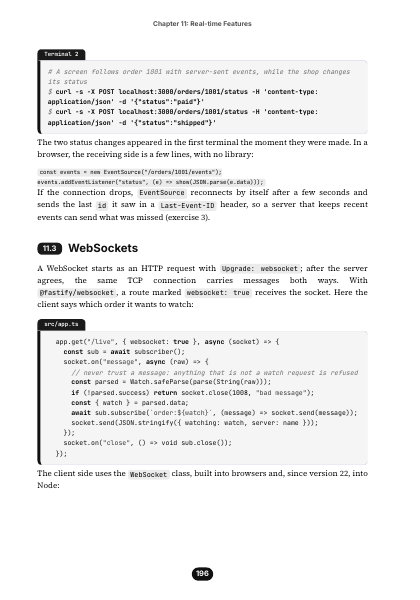 Chapter 11: Real-time Features
Terminal 2
# A screen follows order 1001 with server-sent events, while the shop changes
its status
$ curl -s -X POST localhost:3000/orders/1001/status -H 'content-type:
application/json' -d '{"status":"paid"}'
$ curl -s -X POST localhost:3000/orders/1001/status -H 'content-type:
application/json' -d '{"status":"shipped"}'
The two status changes appeared in the first terminal the moment they were made. In a
browser, the receiving side is a few lines, with no library:
const events = new EventSource("/orders/1001/events");
events.addEventListener("status", (e) => show(JSON.parse(e.data)));
If the connection drops, EventSource reconnects by itself after a few seconds and
sends the last id it saw in a Last-Event-ID header, so a server that keeps recent
events can send what was missed (exercise 3).
11.3 WebSockets
A WebSocket starts as an HTTP request with Upgrade: websocket; after the server
agrees, the same TCP connection carries messages both ways. With
@fastify/websocket, a route marked websocket: true receives the socket. Here the
client says which order it wants to watch:
src/app.ts
app.get("/live", { websocket: true }, async (socket) => {
const sub = await subscriber();
socket.on("message", async (raw) => {
// never trust a message: anything that is not a watch request is refused
const parsed = Watch.safeParse(parse(String(raw)));
if (!parsed.success) return socket.close(1008, "bad message");
const { watch } = parsed.data;
await sub.subscribe(`order:${watch}`, (message) => socket.send(message));
socket.send(JSON.stringify({ watching: watch, server: name }));
});
socket.on("close", () => void sub.close());
});
The client side uses the WebSocket class, built into browsers and, since version 22, into
Node:
196